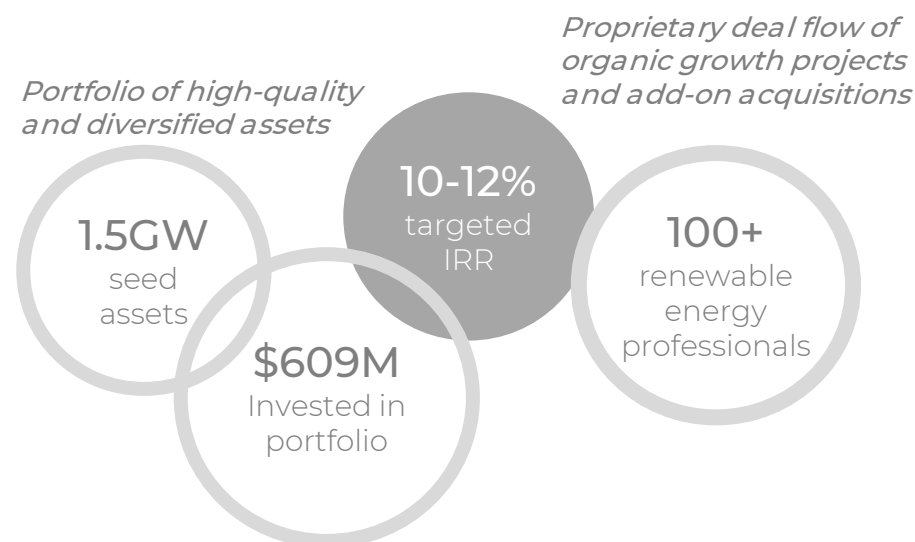 Proprietary deal flow of
organic growth projects
and add-on acquisitions
Portfolio of high-quality
and diversified assets
1.5GW
seed
assets
$609M
Invested in
portfolio
10-12%
targeted
IRR
100+
renewable
energy
professionals